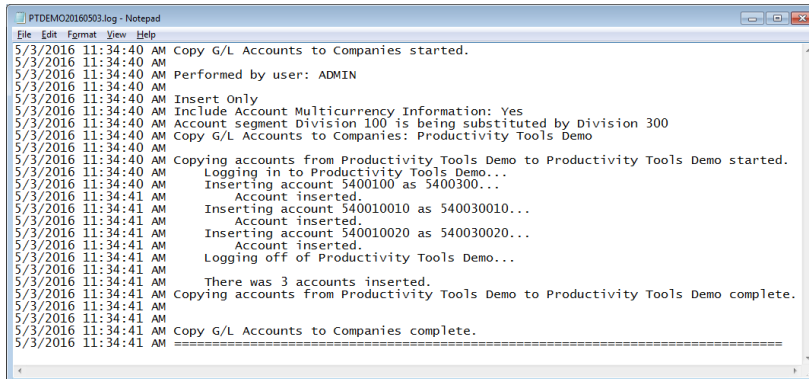 PTDEMO20160503.log - Notepad
File Edit Format View Help
5/3/2016 11:34:40 AM Copy G/L Accounts to Companies started.
5/3/2016 11:34:40 AM
5/3/2016 11:34:40 AM Performed by user: ADMIN
5/3/2016 11:34:40 AM
5/3/2016 11:34:40 AM Insert Only
5/3/2016 11:34:40 AM Include Account Multicurrency Information: Yes
5/3/2016 11:34:40 AM Account segment Division 100 is being substituted by Division 300
5/3/2016 11:34:40 AM Copy G/L Accounts to Companies: Productivity Tools Demo
5/3/2016 11:34:40 AM
5/3/2016 11:34:40 AM Copying accounts from Productivity Tools Demo to Productivity Tools Demo started.
5/3/2016 11:34:40 AM     Logging in to Productivity Tools Demo...
5/3/2016 11:34:40 AM     Inserting account 5400100 as 5400300...
5/3/2016 11:34:41 AM         Account inserted.
5/3/2016 11:34:41 AM     Inserting account 540010010 as 540030010...
5/3/2016 11:34:41 AM         Account inserted.
5/3/2016 11:34:41 AM     Inserting account 540010020 as 540030020...
5/3/2016 11:34:41 AM         Account inserted.
5/3/2016 11:34:41 AM     Logging off of Productivity Tools Demo...
5/3/2016 11:34:41 AM
5/3/2016 11:34:41 AM     There was 3 accounts inserted.
5/3/2016 11:34:41 AM Copying accounts from Productivity Tools Demo to Productivity Tools Demo complete.
5/3/2016 11:34:41 AM
5/3/2016 11:34:41 AM
5/3/2016 11:34:41 AM Copy G/L Accounts to Companies complete.
5/3/2016 11:34:41 AM ================================================================================